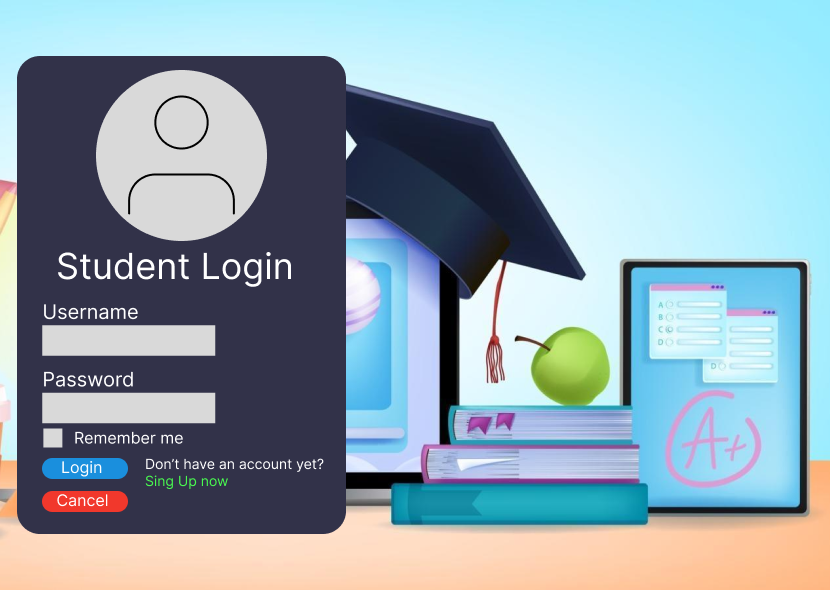 Student Login
Username
Password
Remember me
Login
Don't have an account yet?
Sing Up now
Cancel
A
B
C
D
D
A+